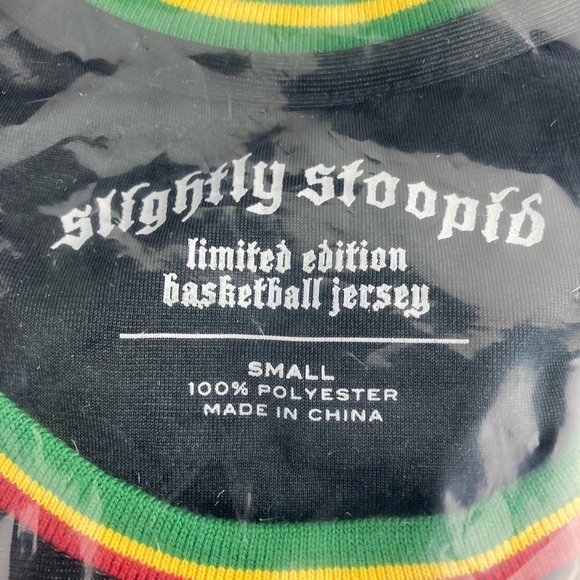 slightly stoopid
limited edition
basketball jersey
SMALL
100% POLYESTER
MADE IN CHINA